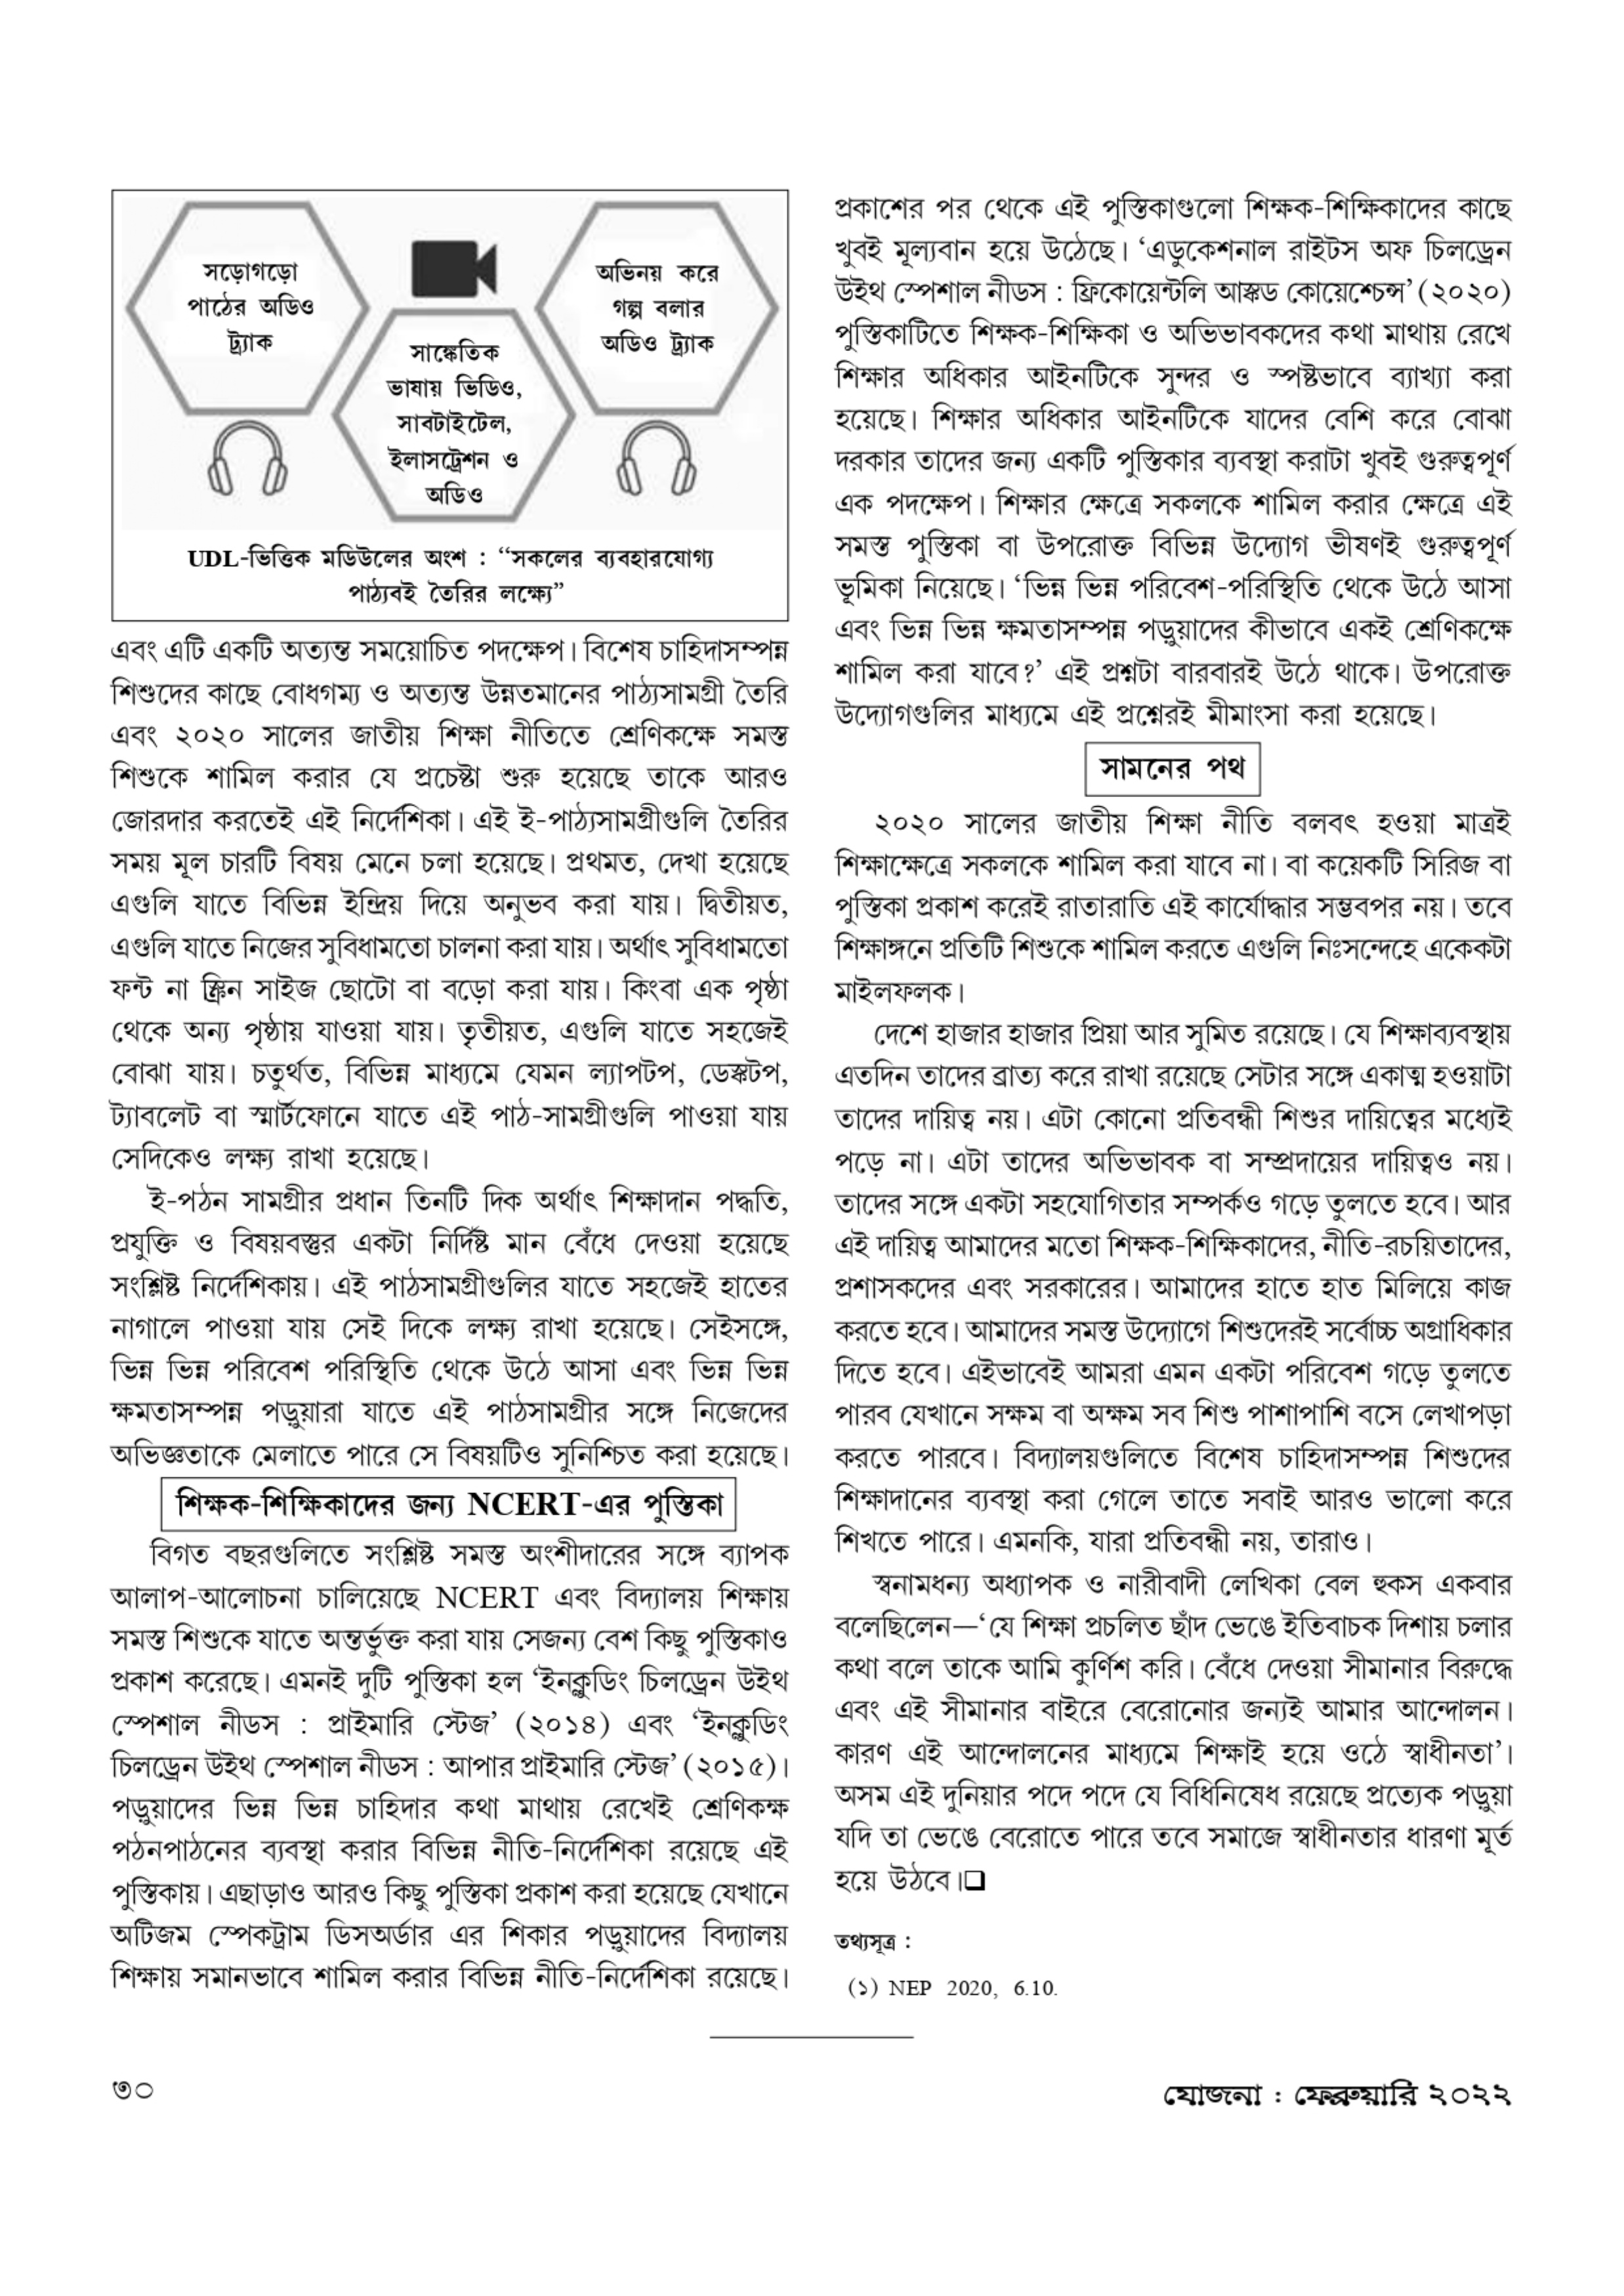 সড়োগড়ো
পাঠের অডিও
ট্র্যাক
সাঙ্কেতিক
ভাষায় ভিডিও,
সাবটাইটেল,
ইলাসট্রেশন ও
অডিও
অভিনয় করে
গল্প বলার
অডিও ট্র্যাক
UDL-ভিত্তিক মডিউলের অংশ : “সকলের ব্যবহারযোগ্য
পাঠ্যবই তৈরির লক্ষ্যে”
এবং এটি একটি অত্যন্ত সময়োচিত পদক্ষেপ। বিশেষ চাহিদাসম্পন্ন
শিশুদের কাছে বোধগম্য ও অত্যন্ত উন্নতমানের পাঠ্যসামগ্রী তৈরি
এবং ২০২০ সালের জাতীয় শিক্ষা নীতিতে শ্রেণিকক্ষে সমস্ত
শিশুকে শামিল করার যে প্রচেষ্টা শুরু হয়েছে তাকে আরও
জোরদার করতেই এই নির্দেশিকা। এই ই-পাঠ্যসামগ্রীগুলি তৈরির
সময় মূল চারটি বিষয় মেনে চলা হয়েছে। প্রথমত, দেখা হয়েছে
এগুলি যাতে বিভিন্ন ইন্দ্রিয় দিয়ে অনুভব করা যায়। দ্বিতীয়ত,
এগুলি যাতে নিজের সুবিধামতো চালনা করা যায়। অর্থাৎ সুবিধামতো
ফন্ট না স্ক্রিন সাইজ ছোটো বা বড়ো করা যায়। কিংবা এক পৃষ্ঠা
থেকে অন্য পৃষ্ঠায় যাওয়া যায়। তৃতীয়ত, এগুলি যাতে সহজেই
বোঝা যায়। চতুর্থত, বিভিন্ন মাধ্যমে যেমন ল্যাপটপ, ডেস্কটপ,
ট্যাবলেট বা স্মার্টফোনে যাতে এই পাঠ-সামগ্রীগুলি পাওয়া যায়
সেদিকেও লক্ষ্য রাখা হয়েছে।
ই-পঠন সামগ্রীর প্রধান তিনটি দিক অর্থাৎ শিক্ষাদান পদ্ধতি,
প্রযুক্তি ও বিষয়বস্তুর একটা নির্দিষ্ট মান বেঁধে দেওয়া হয়েছে
সংশ্লিষ্ট নির্দেশিকায়। এই পাঠসামগ্রীগুলির যাতে সহজেই হাতের
নাগালে পাওয়া যায় সেই দিকে লক্ষ্য রাখা হয়েছে। সেইসঙ্গে,
ভিন্ন ভিন্ন পরিবেশ পরিস্থিতি থেকে উঠে আসা এবং ভিন্ন ভিন্ন
ক্ষমতাসম্পন্ন পড়ুয়ারা যাতে এই পাঠসামগ্রীর সঙ্গে নিজেদের
অভিজ্ঞতাকে মেলাতে পারে সে বিষয়টিও সুনিশ্চিত করা হয়েছে।
শিক্ষক-শিক্ষিকাদের জন্য NCERT-এর পুস্তিকা
বিগত বছরগুলিতে সংশ্লিষ্ট সমস্ত অংশীদারের সঙ্গে ব্যাপক
আলাপ-আলোচনা চালিয়েছে NCERT এবং বিদ্যালয় শিক্ষায়
সমস্ত শিশুকে যাতে অন্তর্ভুক্ত করা যায় সেজন্য বেশ কিছু পুস্তিকাও
প্রকাশ করেছে। এমনই দুটি পুস্তিকা হল ‘ইনক্লুডিং চিলড্রেন উইথ
স্পেশাল নীডস : প্রাইমারি স্টেজ’ (২০১৪) এবং ‘ইনক্লুডিং
চিলড্রেন উইথ স্পেশাল নীডস : আপার প্রাইমারি স্টেজ’ (২০১৫)।
পড়ুয়াদের ভিন্ন ভিন্ন চাহিদার কথা মাথায় রেখেই শ্রেণিকক্ষ
পঠনপাঠনের ব্যবস্থা করার বিভিন্ন নীতি-নির্দেশিকা রয়েছে এই
পুস্তিকায়। এছাড়াও আরও কিছু পুস্তিকা প্রকাশ করা হয়েছে যেখানে
অটিজম স্পেকট্রাম ডিসঅর্ডার এর শিকার পড়ুয়াদের বিদ্যালয়
শিক্ষায় সমানভাবে শামিল করার বিভিন্ন নীতি-নির্দেশিকা রয়েছে।
প্রকাশের পর থেকে এই পুস্তিকাগুলো শিক্ষক-শিক্ষিকাদের কাছে
খুবই মূল্যবান হয়ে উঠেছে। ‘এডুকেশনাল রাইটস অফ চিলড্রেন
উইথ স্পেশাল নীডস : ফ্রিকোয়েন্টলি আস্কড কোয়েশ্চেন্স’ (২০২০)
পুস্তিকাটিতে শিক্ষক-শিক্ষিকা ও অভিভাবকদের কথা মাথায় রেখে
শিক্ষার অধিকার আইনটিকে সুন্দর ও স্পষ্টভাবে ব্যাখ্যা করা
হয়েছে। শিক্ষার অধিকার আইনটিকে যাদের বেশি করে বোঝা
দরকার তাদের জন্য একটি পুস্তিকার ব্যবস্থা করাটা খুবই গুরুত্বপূর্ণ
এক পদক্ষেপ। শিক্ষার ক্ষেত্রে সকলকে শামিল করার ক্ষেত্রে এই
সমস্ত পুস্তিকা বা উপরোক্ত বিভিন্ন উদ্যোগ ভীষণই গুরুত্বপূর্ণ
ভূমিকা নিয়েছে। ‘ভিন্ন ভিন্ন পরিবেশ-পরিস্থিতি থেকে উঠে আসা
এবং ভিন্ন ভিন্ন ক্ষমতাসম্পন্ন পড়ুয়াদের কীভাবে একই শ্রেণিকক্ষে
শামিল করা যাবে?’ এই প্রশ্নটা বারবারই উঠে থাকে। উপরোক্ত
উদ্যোগগুলির মাধ্যমে এই প্রশ্নেরই মীমাংসা করা হয়েছে।
সামনের পথ
২০২০ সালের জাতীয় শিক্ষা নীতি বলবৎ হওয়া মাত্রই
শিক্ষাক্ষেত্রে সকলকে শামিল করা যাবে না। বা কয়েকটি সিরিজ বা
পুস্তিকা প্রকাশ করেই রাতারাতি এই কার্যোদ্ধার সম্ভবপর নয়। তবে
শিক্ষাঙ্গনে প্রতিটি শিশুকে শামিল করতে এগুলি নিঃসন্দেহে একেকটা
মাইলফলক।
দেশে হাজার হাজার প্রিয়া আর সুমিত রয়েছে। যে শিক্ষাব্যবস্থায়
এতদিন তাদের ব্রাত্য করে রাখা রয়েছে সেটার সঙ্গে একাত্ম হওয়াটা
তাদের দায়িত্ব নয়। এটা কোনো প্রতিবন্ধী শিশুর দায়িত্বের মধ্যেই
পড়ে না। এটা তাদের অভিভাবক বা সম্প্রদায়ের দায়িত্বও নয়।
তাদের সঙ্গে একটা সহযোগিতার সম্পর্কও গড়ে তুলতে হবে। আর
এই দায়িত্ব আমাদের মতো শিক্ষক-শিক্ষিকাদের, নীতি-রচয়িতাদের,
প্রশাসকদের এবং সরকারের। আমাদের হাতে হাত মিলিয়ে কাজ
করতে হবে। আমাদের সমস্ত উদ্যোগে শিশুদেরই সর্বোচ্চ অগ্রাধিকার
দিতে হবে। এইভাবেই আমরা এমন একটা পরিবেশ গড়ে তুলতে
পারব যেখানে সক্ষম বা অক্ষম সব শিশু পাশাপাশি বসে লেখাপড়া
করতে পারবে। বিদ্যালয়গুলিতে বিশেষ চাহিদাসম্পন্ন শিশুদের
শিক্ষাদানের ব্যবস্থা করা গেলে তাতে সবাই আরও ভালো করে
শিখতে পারে। এমনকি, যারা প্রতিবন্ধী নয়, তারাও।
স্বনামধন্য অধ্যাপক ও নারীবাদী লেখিকা বেল হুকস একবার
বলেছিলেন—‘যে শিক্ষা প্রচলিত ছাঁদ ভেঙে ইতিবাচক দিশায় চলার
কথা বলে তাকে আমি কুর্ণিশ করি। বেঁধে দেওয়া সীমানার বিরুদ্ধে
এবং এই সীমানার বাইরে বেরোনোর জন্যই আমার আন্দোলন।
কারণ এই আন্দোলনের মাধ্যমে শিক্ষাই হয়ে ওঠে স্বাধীনতা’।
অসম এই দুনিয়ার পদে পদে যে বিধিনিষেধ রয়েছে প্রত্যেক পড়ুয়া
যদি তা ভেঙে বেরোতে পারে তবে সমাজে স্বাধীনতার ধারণা মূর্ত
হয়ে উঠবে।❑
তথ্যসূত্র :
(১) NEP 2020, 6.10.
৩০
যোজনা : ফেব্রুয়ারি ২০২২